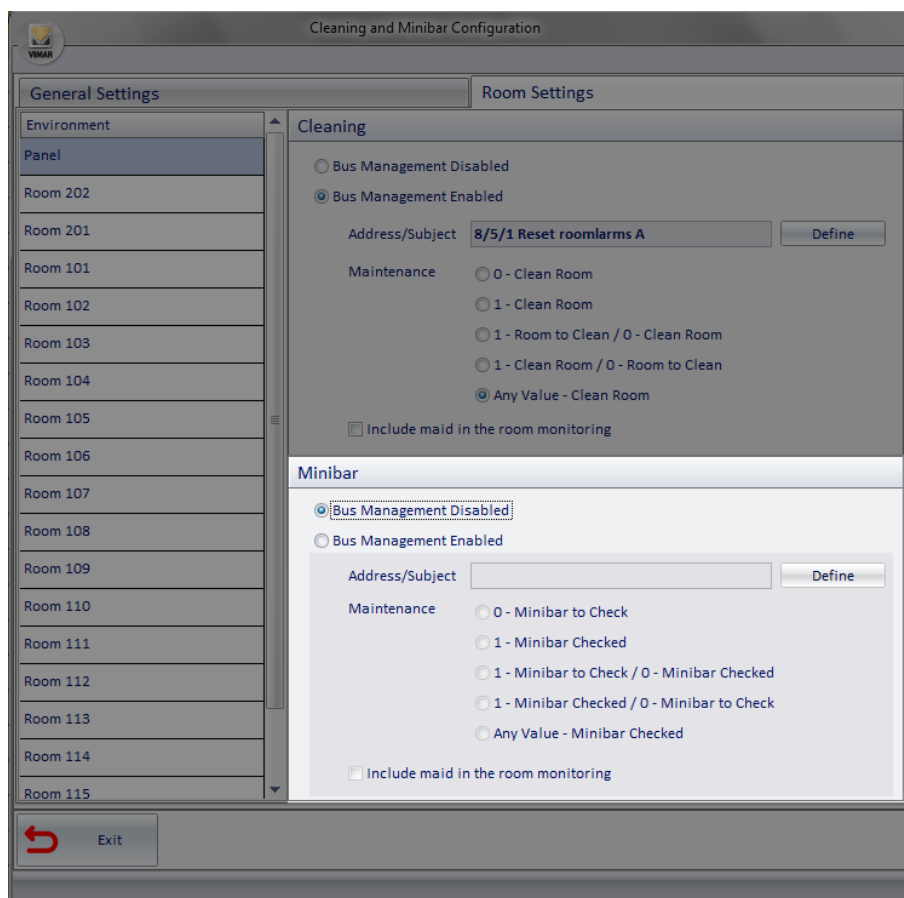 Cleaning and Minibar Configuration
VIMAR
General Settings
Room Settings
Environment
Panel
Room 202
Room 201
Room 101
Room 102
Room 103
Room 104
Room 105
Room 106
Room 107
Room 108
Room 109
Room 110
Room 111
Room 112
Room 113
Room 114
Room 115
Cleaning
Bus Management Disabled
Bus Management Enabled
Address/Subject 8/5/1 Reset roomlarms A Define
Maintenance 0 - Clean Room
1 - Clean Room
1 - Room to Clean / 0 - Clean Room
1 - Clean Room / 0 - Room to Clean
Any Value - Clean Room
Include maid in the room monitoring
Minibar
Bus Management Disabled
Bus Management Enabled
Address/Subject Define
Maintenance 0 - Minibar to Check
1 - Minibar Checked
1 - Minibar to Check / 0 - Minibar Checked
1 - Minibar Checked / 0 - Minibar to Check
Any Value - Minibar Checked
Include maid in the room monitoring
Exit